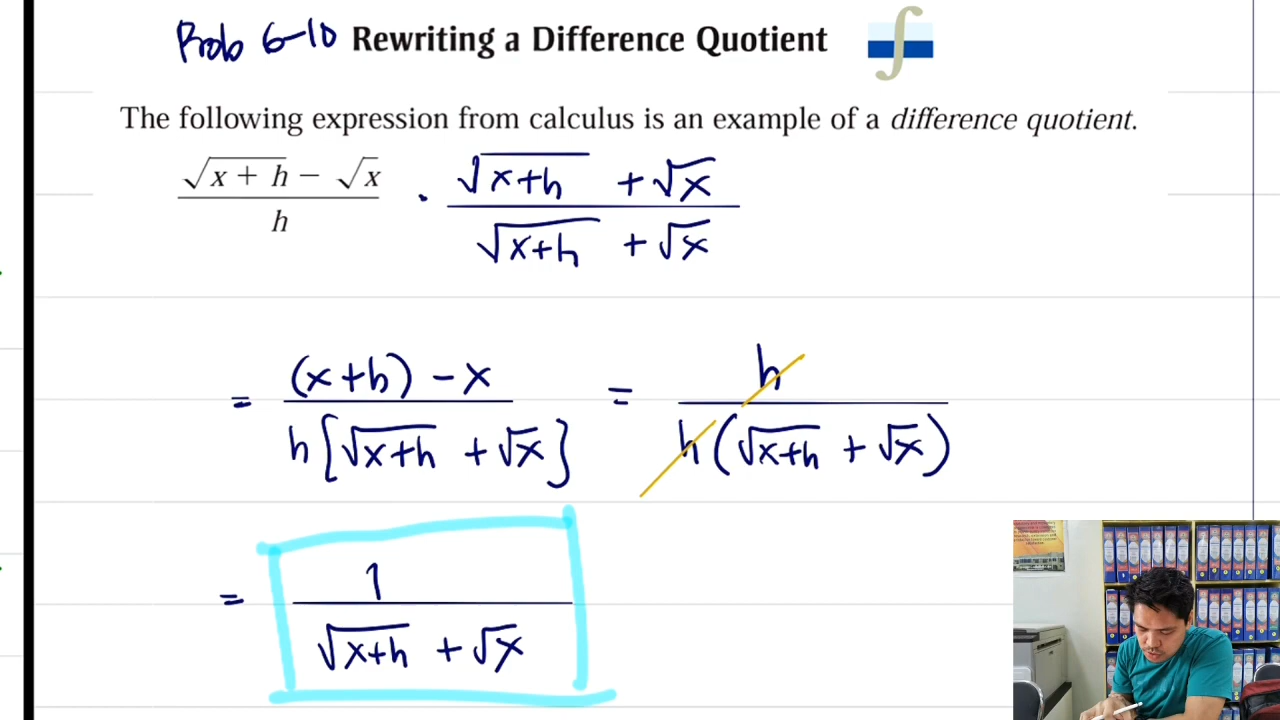 Prob 6-10 Rewriting a Difference Quotient
The following expression from calculus is an example of a difference quotient.
(√(x + h) − √x) / h · (√(x+h) + √x) / (√(x+h) + √x)
= ((x+h) − x) / (h[√(x+h) + √x]) = h / (h(√(x+h) + √x))
= 1 / (√(x+h) + √x)